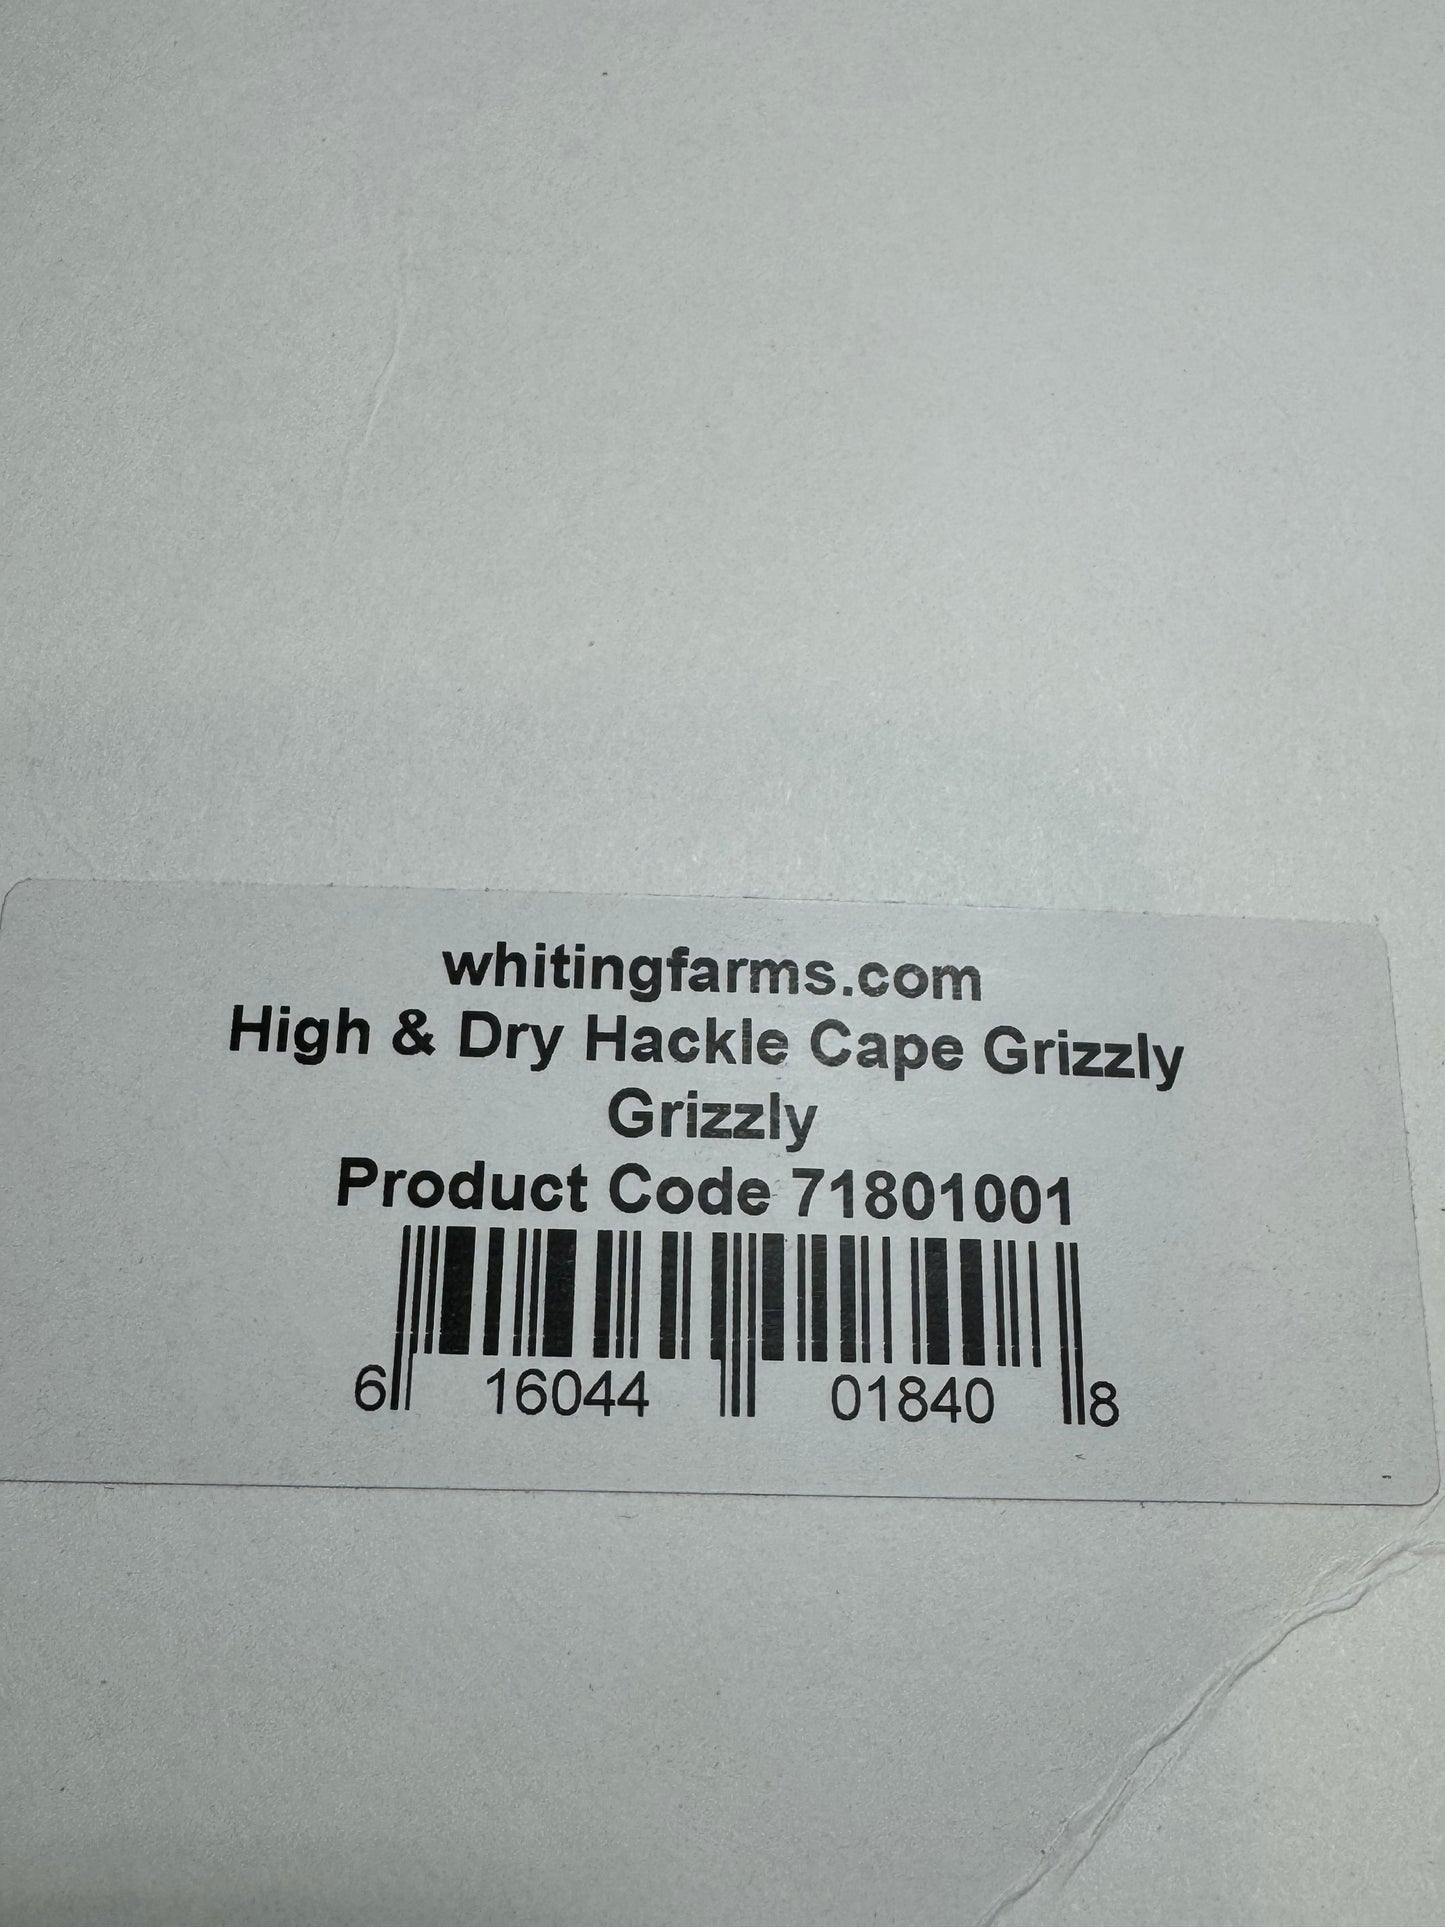 whitingfarms.com
High & Dry Hackle Cape Grizzly
Grizzly
Product Code 71801001
6 16044 01840 8